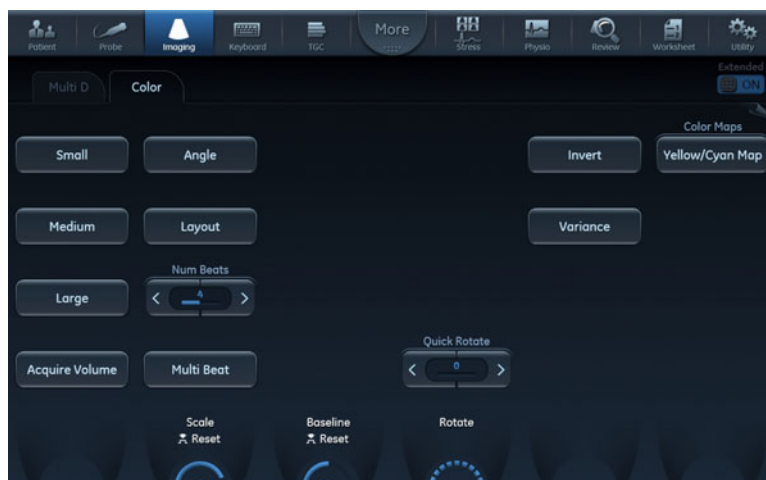 Patient
Probe
Imaging
Keyboard
TGC
More
Stress
Physio
Review
Worksheet
Utility
Multi D
Color
Extended
ON
Color Maps
Small
Angle
Invert
Yellow/Cyan Map
Medium
Layout
Variance
Num Beats
Large
4
Quick Rotate
Acquire Volume
Multi Beat
0
Scale
Baseline
Rotate
Reset
Reset